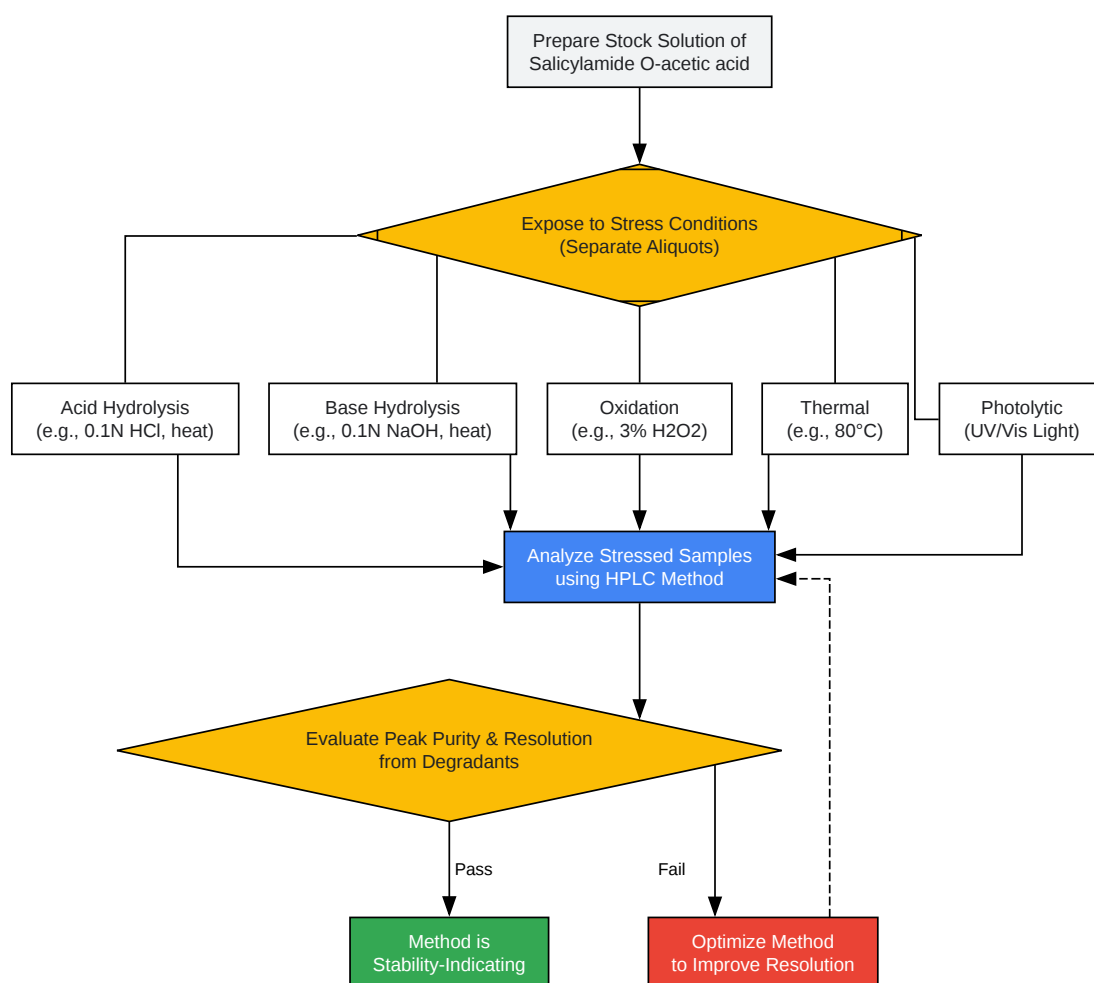 Prepare Stock Solution of
Salicylamide O-acetic acid
Expose to Stress Conditions
(Separate Aliquots)
Acid Hydrolysis
(e.g., 0.1N HCl, heat)
Base Hydrolysis
(e.g., 0.1N NaOH, heat)
Oxidation
(e.g., 3% H2O2)
Thermal
(e.g., 80°C)
Photolytic
(UV/Vis Light)
Analyze Stressed Samples
using HPLC Method
Evaluate Peak Purity & Resolution
from Degradants
Pass
Fail
Method is
Stability-Indicating
Optimize Method
to Improve Resolution